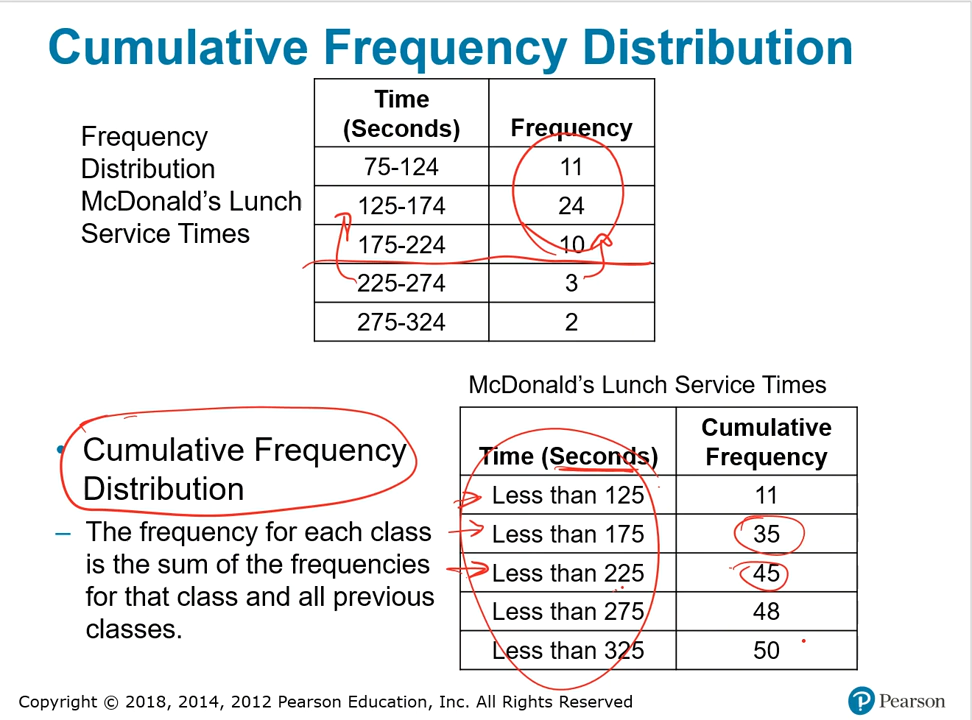 Cumulative Frequency Distribution
Frequency
Distribution
McDonald's Lunch
Service Times
Time
(Seconds) Frequency
75-124 11
125-174 24
175-224 10
225-274 3
275-324 2
McDonald's Lunch Service Times
• Cumulative Frequency
Distribution
– The frequency for each class
is the sum of the frequencies
for that class and all previous
classes.
Cumulative
Time (Seconds) Frequency
Less than 125 11
Less than 175 35
Less than 225 45
Less than 275 48
Less than 325 50
Copyright © 2018, 2014, 2012 Pearson Education, Inc. All Rights Reserved
P Pearson